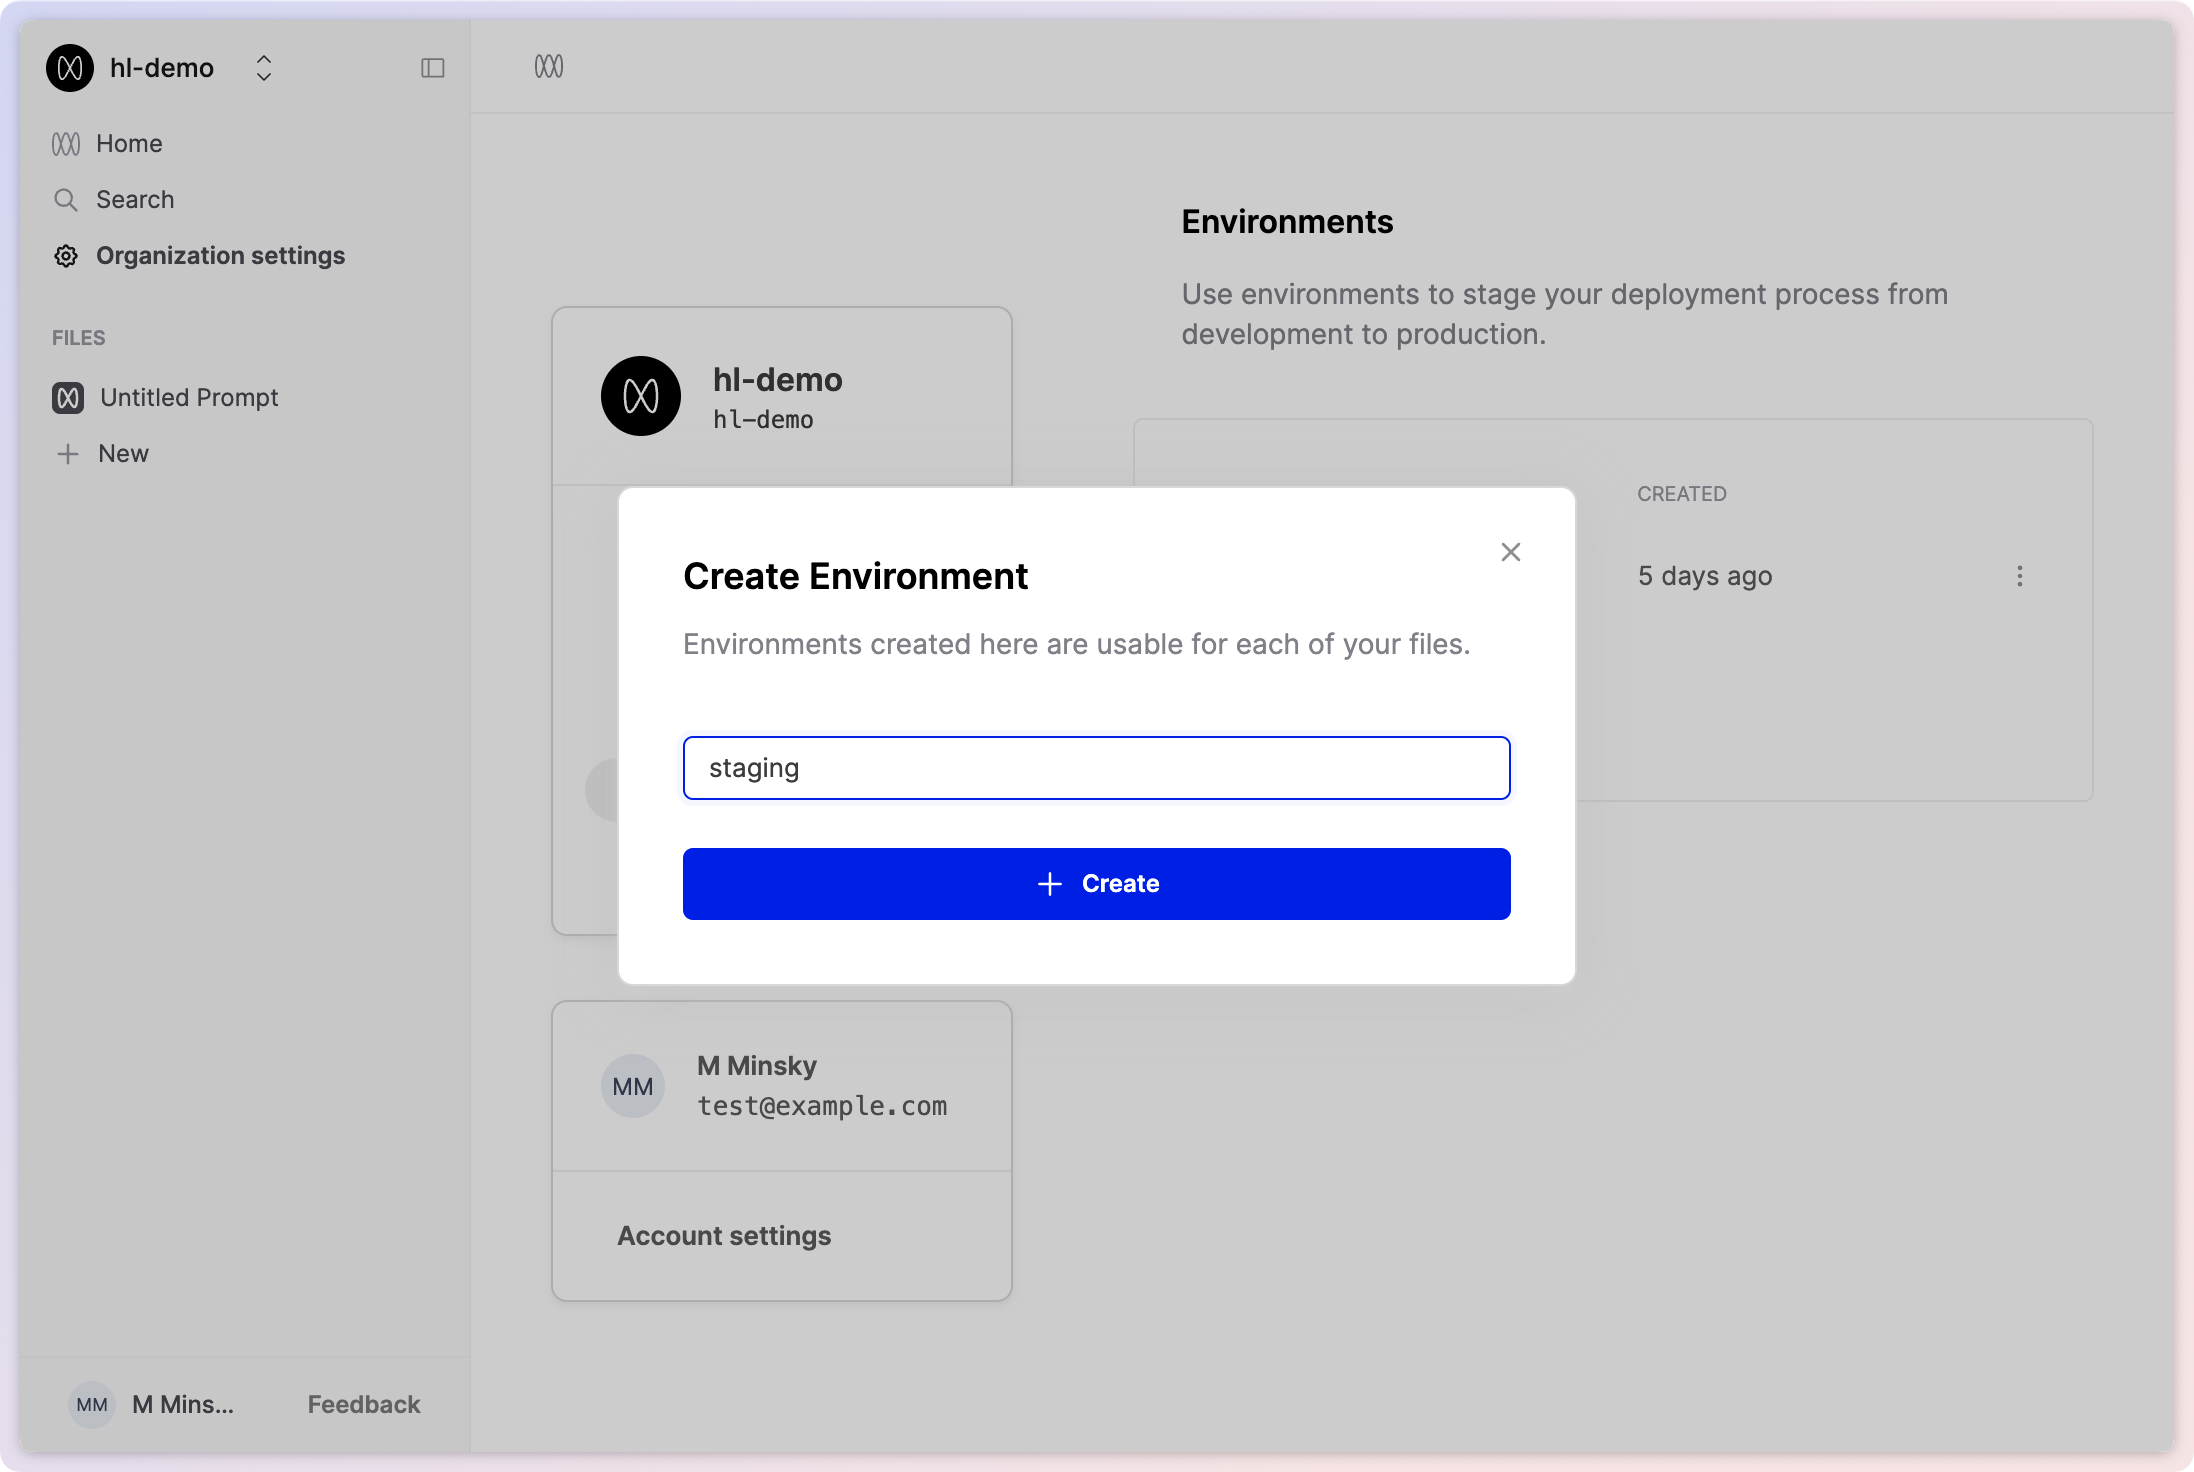 hl-demo
Home
Search
Organization settings
FILES
Untitled Prompt
New
MM
M Mins...
Feedback
Environments
Use environments to stage your deployment process from
development to production.
hl-demo
hl-demo
CREATED
5 days ago
Create Environment
Environments created here are usable for each of your files.
staging
Create
MM
M Minsky
test@example.com
Account settings